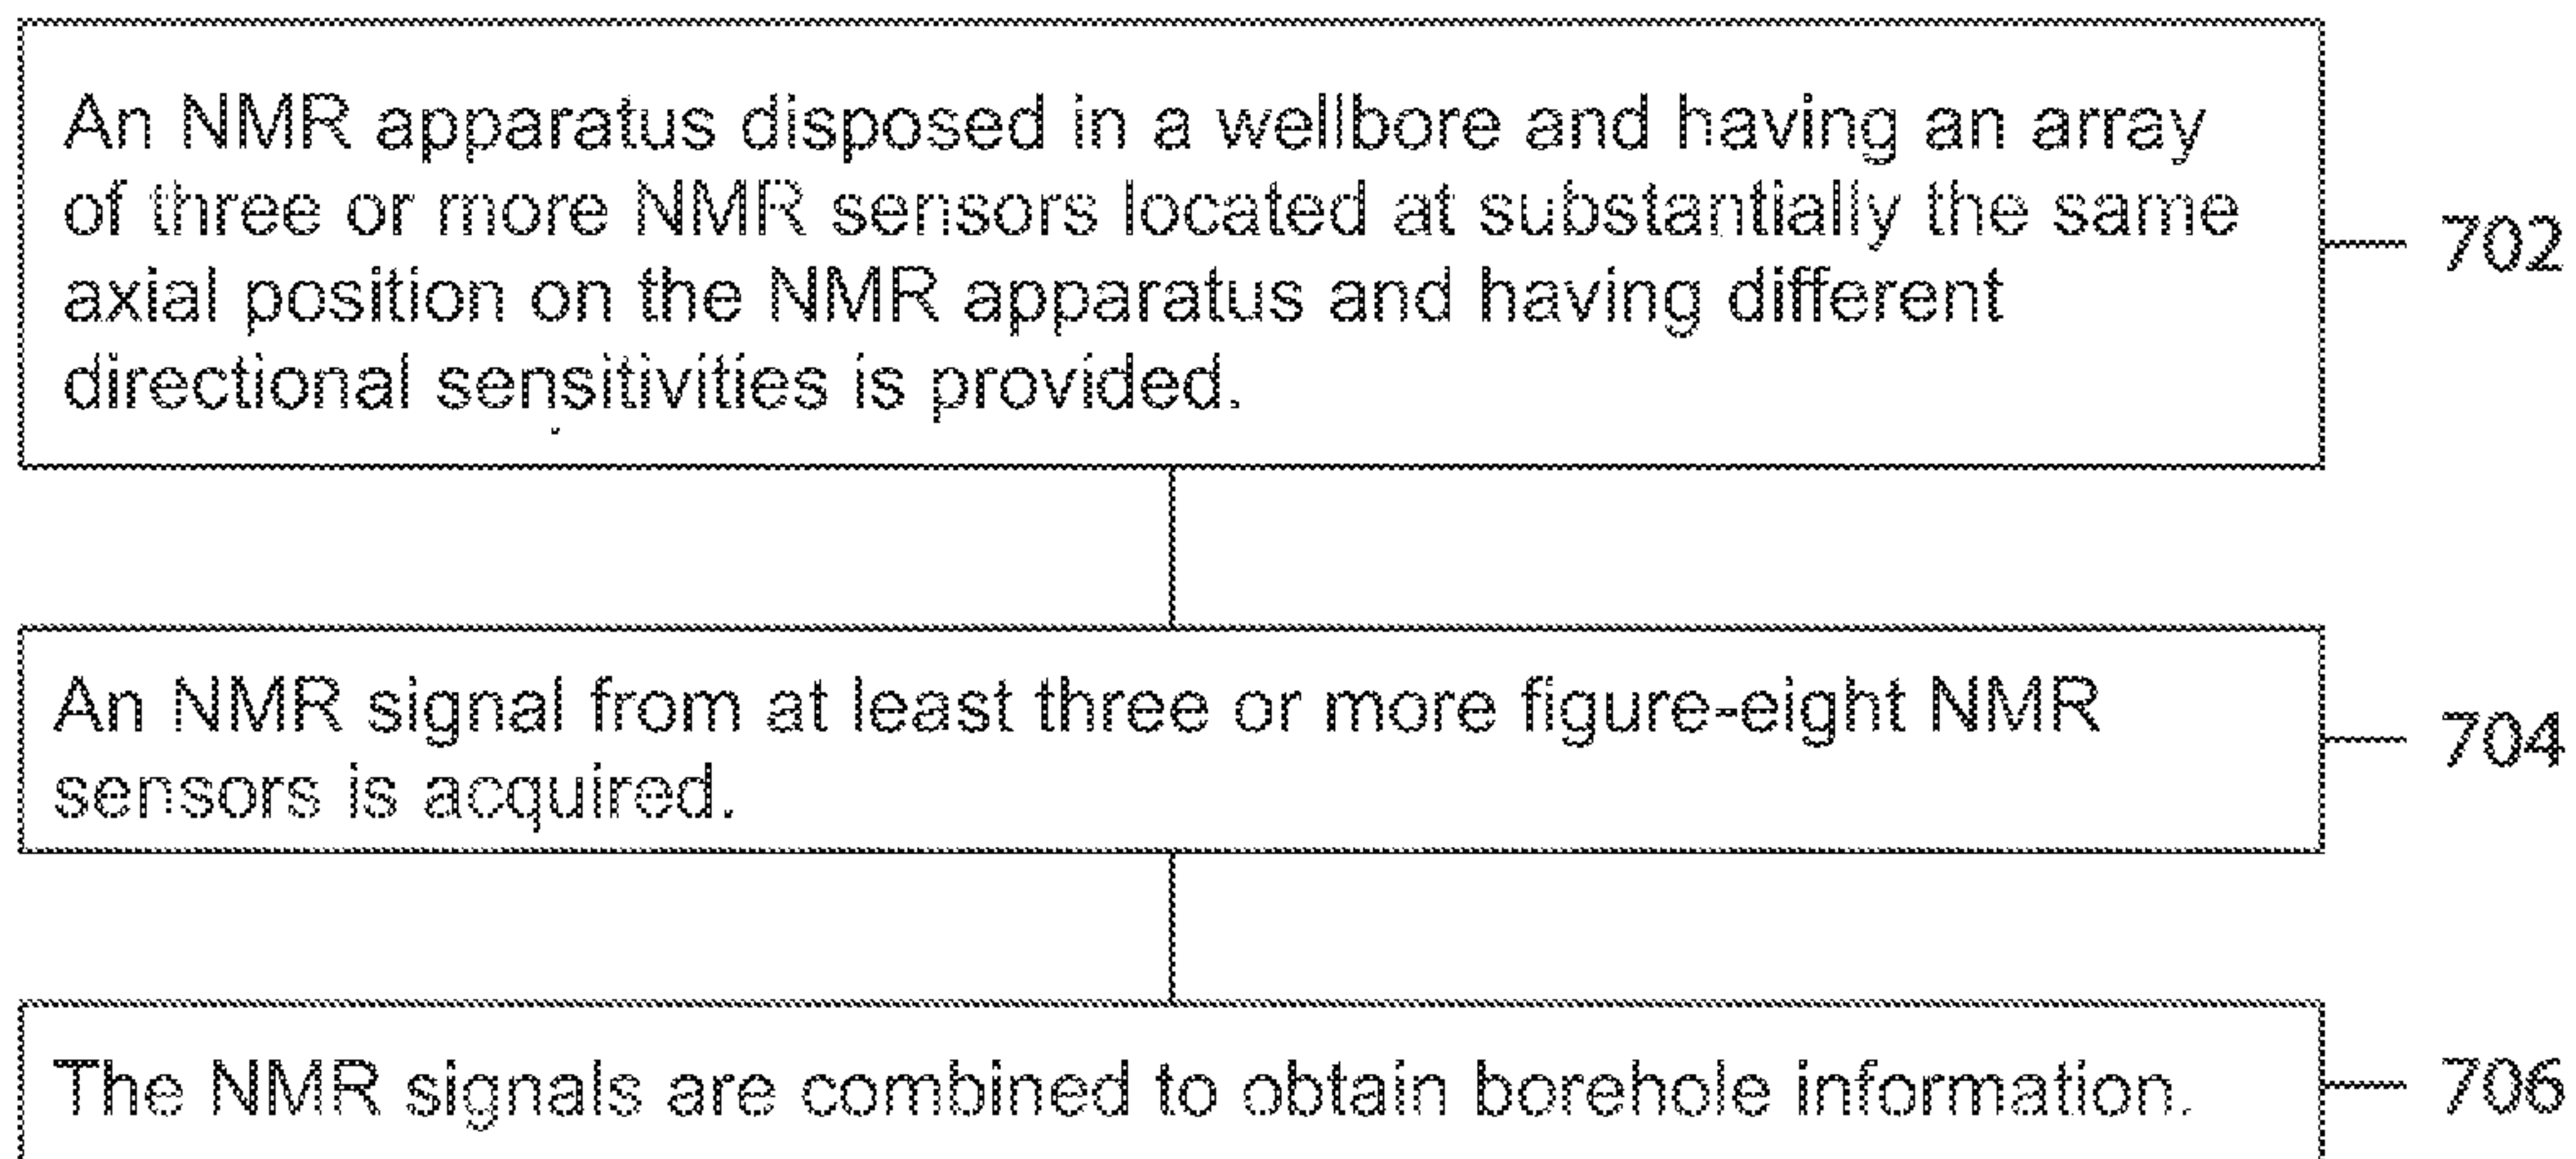 An NMR apparatus disposed in a wellbore and having an array
of three or more NMR sensors located at substantially the same
axial position on the NMR apparatus and having different
directional sensitivities is provided.
702
An NMR signal from at least three or more figure-eight NMR
sensors is acquired.
704
The NMR signals are combined to obtain borehole information.
706